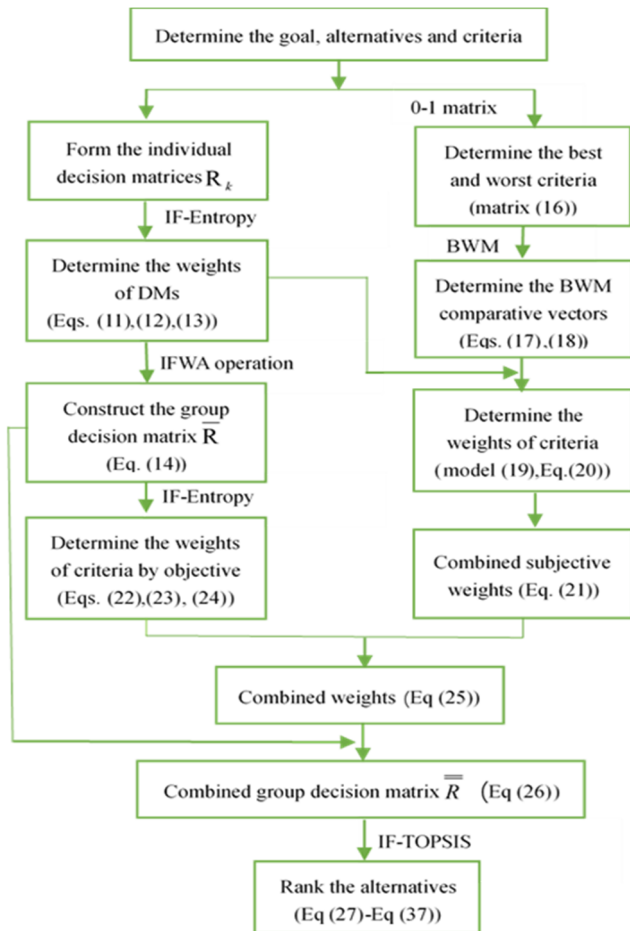 Determine the goal, alternatives and criteria
0-1 matrix
Form the individual
decision matrices R k
IF-Entropy
Determine the weights
of DMs
(Eqs. (11),(12),(13))
IFWA operation
Construct the group
decision matrix R̅
(Eq. (14))
IF-Entropy
Determine the weights
of criteria by objective
(Eqs. (22),(23), (24))
Determine the best
and worst criteria
(matrix (16))
BWM
Determine the BWM
comparative vectors
(Eqs. (17),(18))
Determine the
weights of criteria
(model (19),Eq.(20))
Combined subjective
weights (Eq. (21))
Combined weights (Eq (25))
Combined group decision matrix R̿ (Eq (26))
IF-TOPSIS
Rank the alternatives
(Eq (27)-Eq (37))